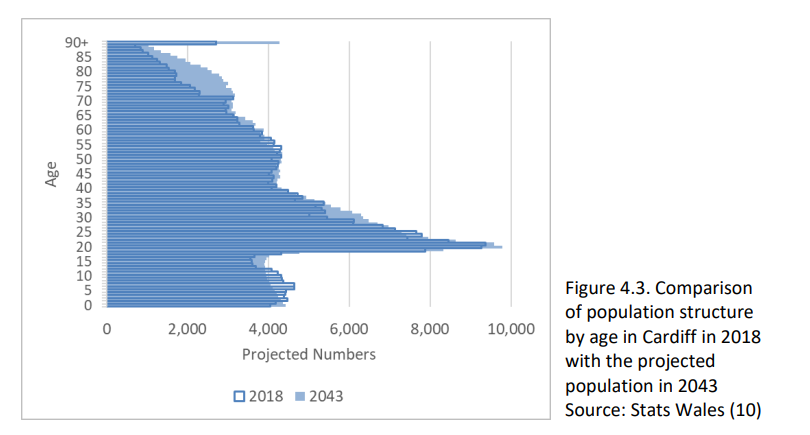 90+
85
80
75
70
65
60
55
50
45
40
35
30
25
20
15
10
5
0
Age
0 2,000 4,000 6,000 8,000 10,000
Projected Numbers
2018 2043
Figure 4.3. Comparison
of population structure
by age in Cardiff in 2018
with the projected
population in 2043
Source: Stats Wales (10)